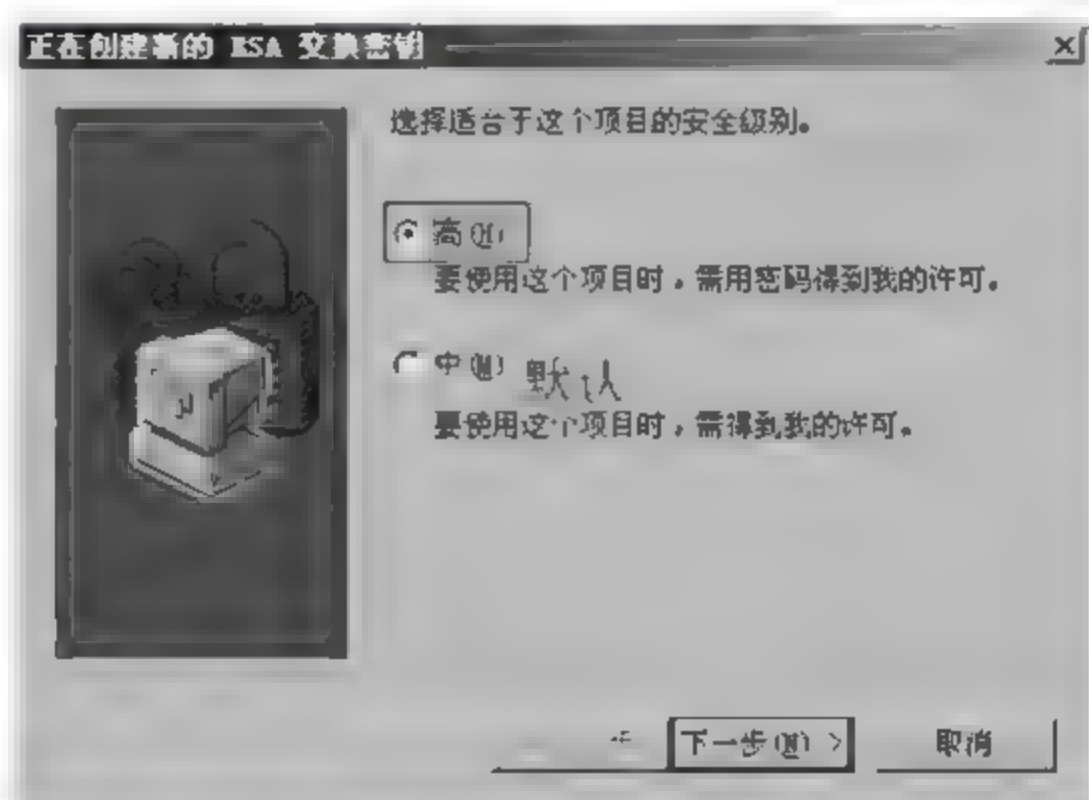 正在创建新的 RSA 交换密钥
选择适合于这个项目的安全级别。
高(H)
要使用这个项目时，需用密码得到我的许可。
中(M) 默认
要使用这个项目时，需得到我的许可。
下一步(N) >
取消